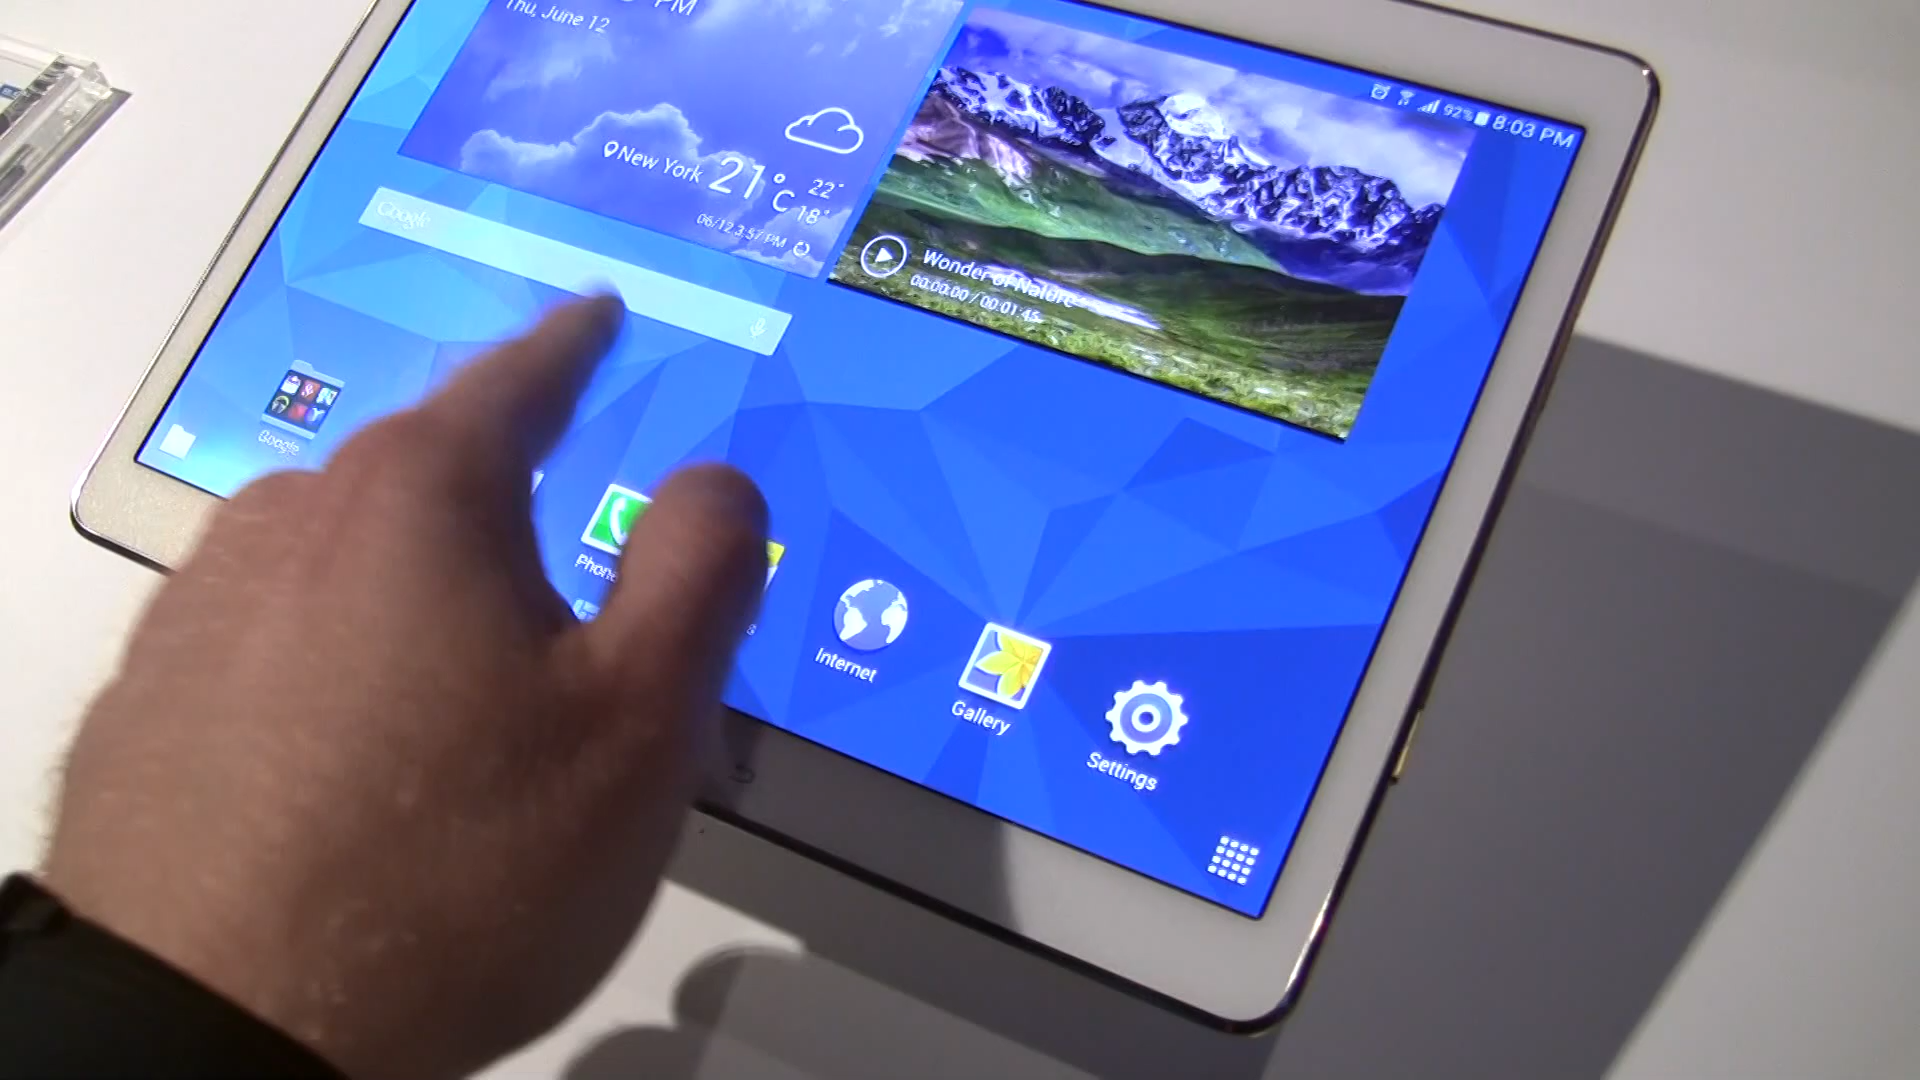 PM
Thu, June 12
92% 8:03 PM
New York 21°C 22°
18°
06/12 3:57 PM
Google
Wonder of Nature
00:00:00 / 00:01:45
Google
Phone
Internet
Gallery
Settings